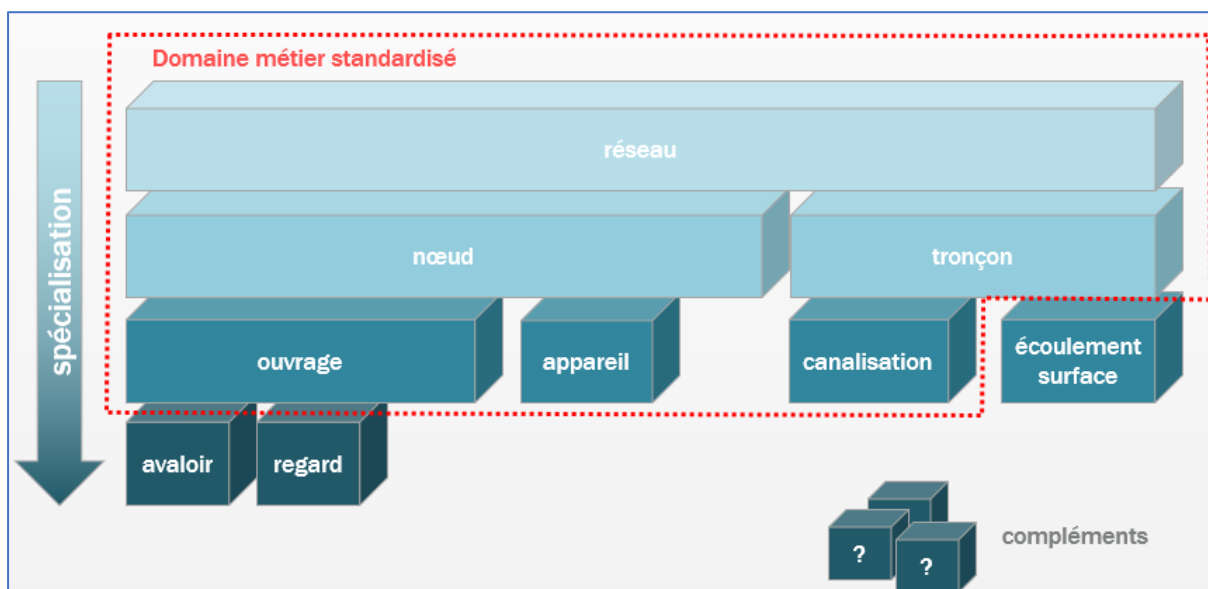 Domaine métier standardisé
spécialisation
réseau
nœud
tronçon
ouvrage
appareil
canalisation
écoulement
surface
avaloir
regard
?
?
compléments